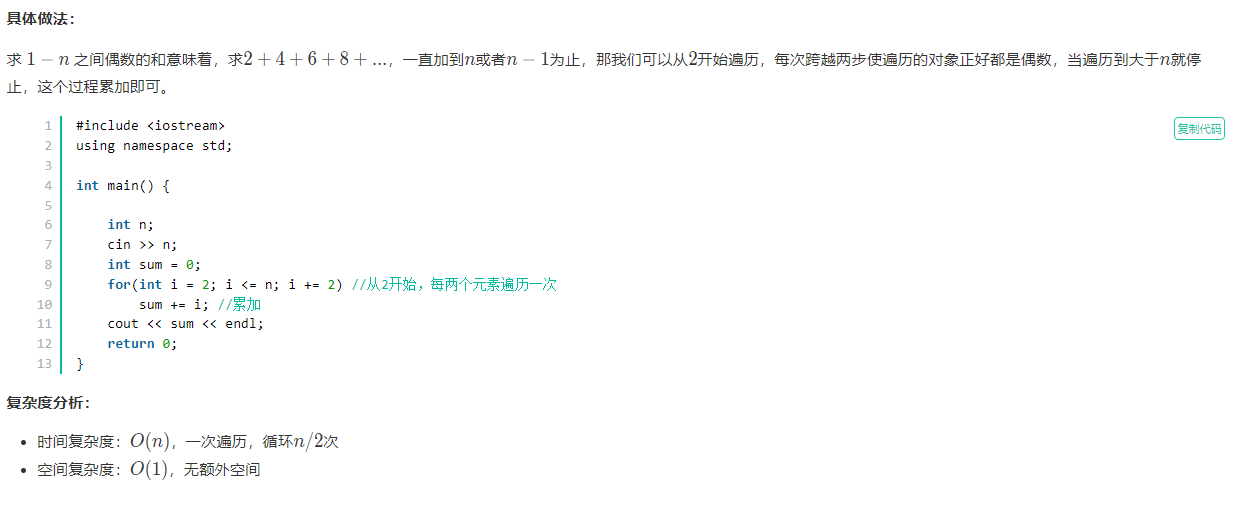 具体做法：
求 1 − n 之间偶数的和意味着，求2 + 4 + 6 + 8 + ...，一直加到n或者n − 1为止，那我们可以从2开始遍历，每次跨越两步使遍历的对象正好都是偶数，当遍历到大于n就停
止，这个过程累加即可。
复制代码
1 #include <iostream>
2 using namespace std;
3
4 int main() {
5
6     int n;
7     cin >> n;
8     int sum = 0;
9     for(int i = 2; i <= n; i += 2) //从2开始，每两个元素遍历一次
10         sum += i; //累加
11     cout << sum << endl;
12     return 0;
13 }
复杂度分析：
• 时间复杂度：O(n)，一次遍历，循环n/2次
• 空间复杂度：O(1)，无额外空间